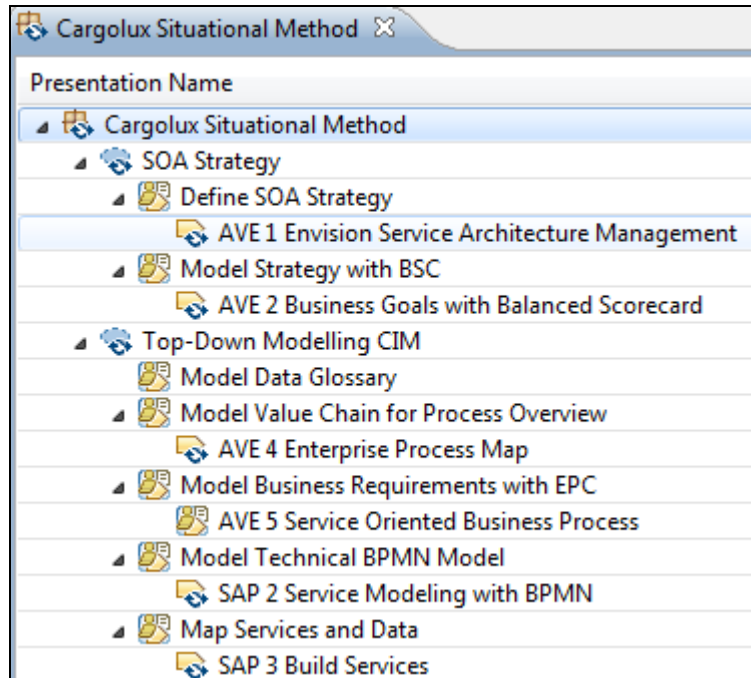 Cargolux Situational Method
Presentation Name
Cargolux Situational Method
SOA Strategy
Define SOA Strategy
AVE 1 Envision Service Architecture Management
Model Strategy with BSC
AVE 2 Business Goals with Balanced Scorecard
Top-Down Modelling CIM
Model Data Glossary
Model Value Chain for Process Overview
AVE 4 Enterprise Process Map
Model Business Requirements with EPC
AVE 5 Service Oriented Business Process
Model Technical BPMN Model
SAP 2 Service Modeling with BPMN
Map Services and Data
SAP 3 Build Services